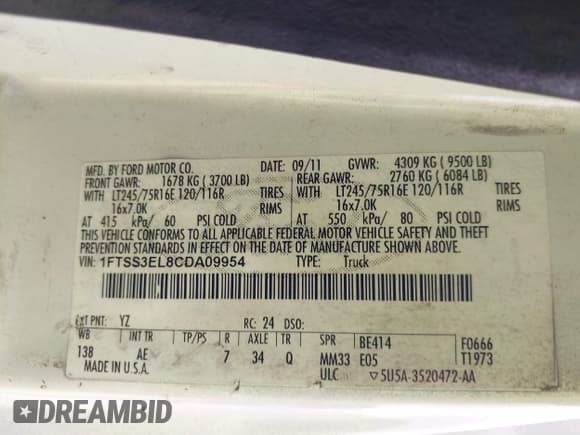 MFD. BY FORD MOTOR CO. DATE: 09/11 GVWR: 4309 KG ( 9500 LB)
FRONT GAWR: 1678 KG ( 3700 LB) REAR GAWR: 2760 KG ( 6084 LB)
WITH LT245/75R16E 120/116R TIRES WITH LT245/75R16E 120/116R TIRES
16x7.0K RIMS 16x7.0K RIMS
AT 415 kPa/ 60 PSI COLD AT 550 kPa/ 80 PSI COLD
THIS VEHICLE CONFORMS TO ALL APPLICABLE FEDERAL MOTOR VEHICLE SAFETY AND THEFT
PREVENTION STANDARDS IN EFFECT ON THE DATE OF MANUFACTURE SHOWN ABOVE.
VIN: 1FTSS3EL8CDA09954 TYPE: Truck
EXT PNT: YZ RC: 24 DSO:
WB INT TR TP/PS R AXLE TR SPR BE414 F0666
138 AE 7 34 Q MM33 E05 T1973
MADE IN U.S.A. ULC ▽5U5A-3520472-AA
DREAMBID